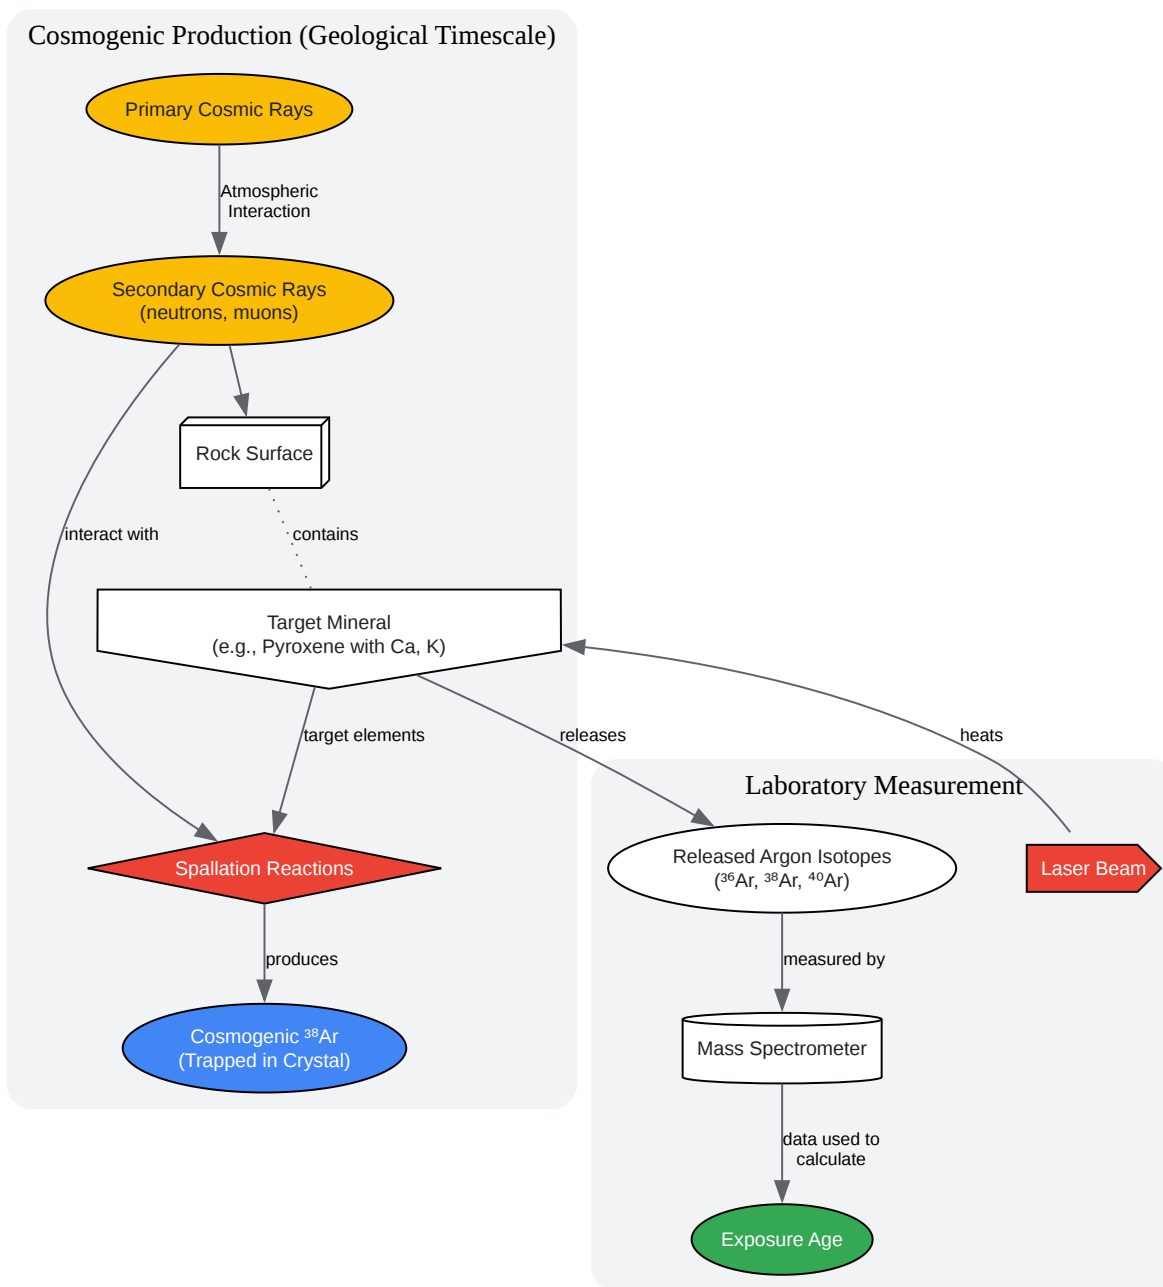 Cosmogenic Production (Geological Timescale)
Primary Cosmic Rays
Atmospheric
Interaction
Secondary Cosmic Rays
(neutrons, muons)
Rock Surface
interact with
contains
Target Mineral
(e.g., Pyroxene with Ca, K)
target elements
releases
heats
Laboratory Measurement
Spallation Reactions
Released Argon Isotopes
(³⁶Ar, ³⁸Ar, ⁴⁰Ar)
Laser Beam
produces
measured by
Cosmogenic ³⁸Ar
(Trapped in Crystal)
Mass Spectrometer
data used to
calculate
Exposure Age